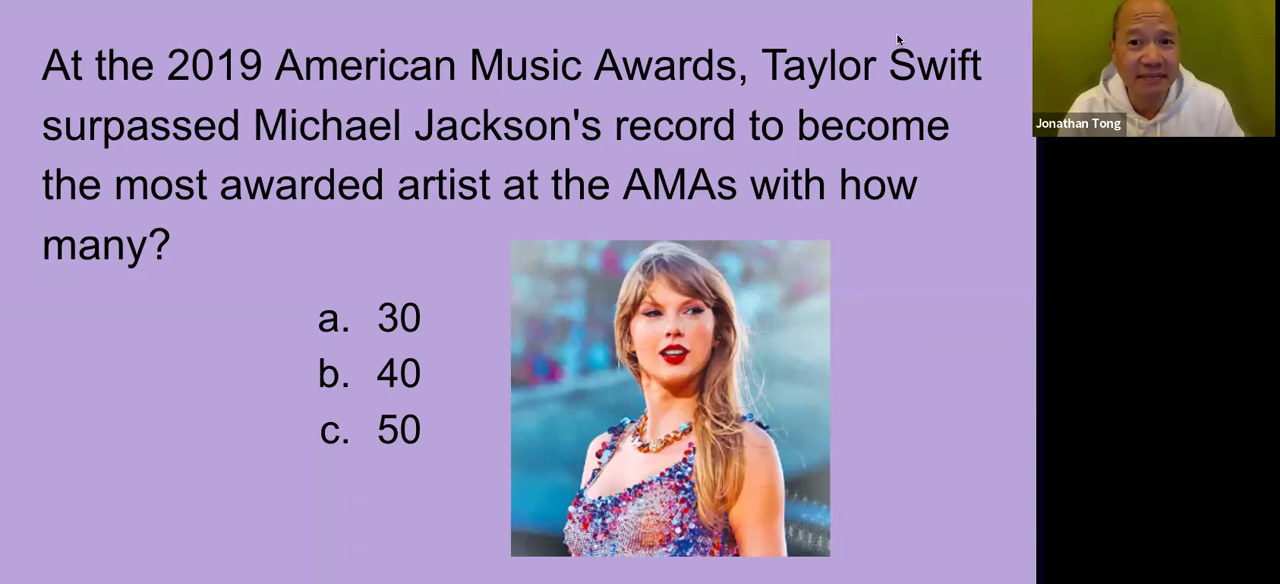 At the 2019 American Music Awards, Taylor Swift
surpassed Michael Jackson's record to become
the most awarded artist at the AMAs with how
many?
a. 30
b. 40
c. 50
Jonathan Tong